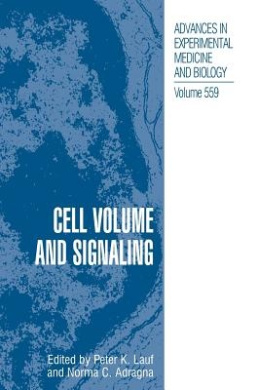 ADVANCES IN
EXPERIMENTAL
MEDICINE
AND BIOLOGY
Volume 559
CELL VOLUME
AND SIGNALING
Edited by Peter K. Lauf
and Norma C. Adragna